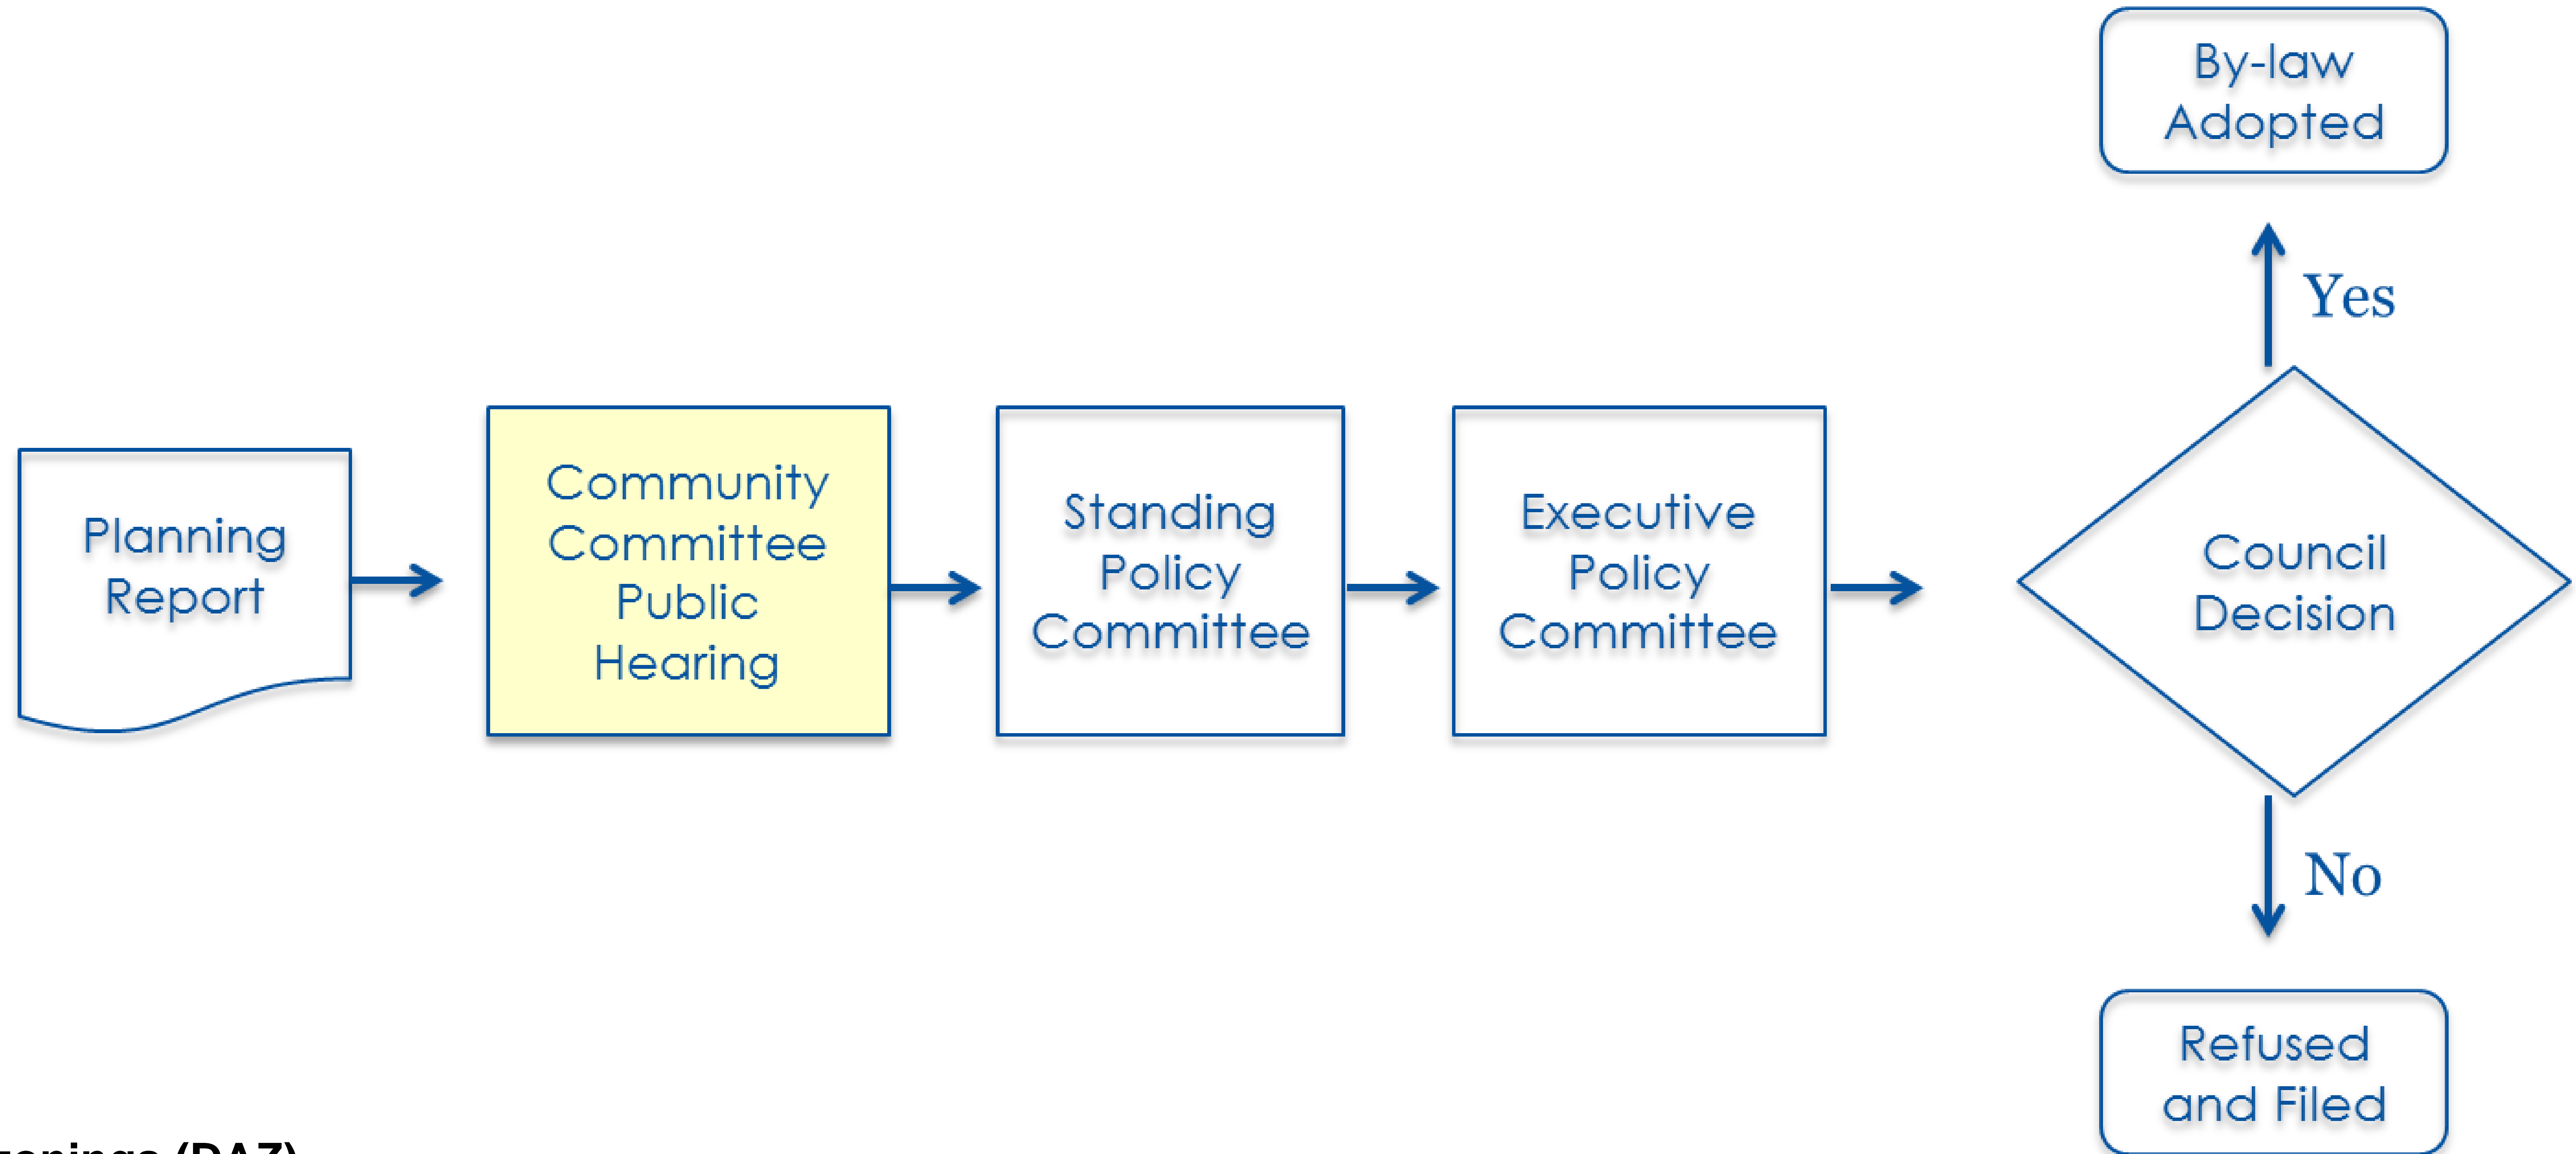 Planning
Report
Community
Committee
Public
Hearing
Standing
Policy
Committee
Executive
Policy
Committee
Council
Decision
Yes
By-law
Adopted
No
Refused
and Filed
(DAZ)